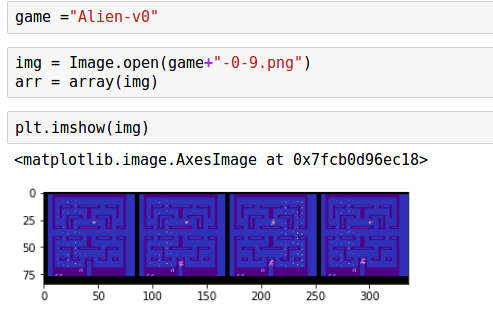 game ="Alien-v0"
img = Image.open(game+"-0-9.png")
arr = array(img)
plt.imshow(img)
<matplotlib.image.AxesImage at 0x7fcb0d96ec18>
0
25
50
75
0 50 100 150 200 250 300